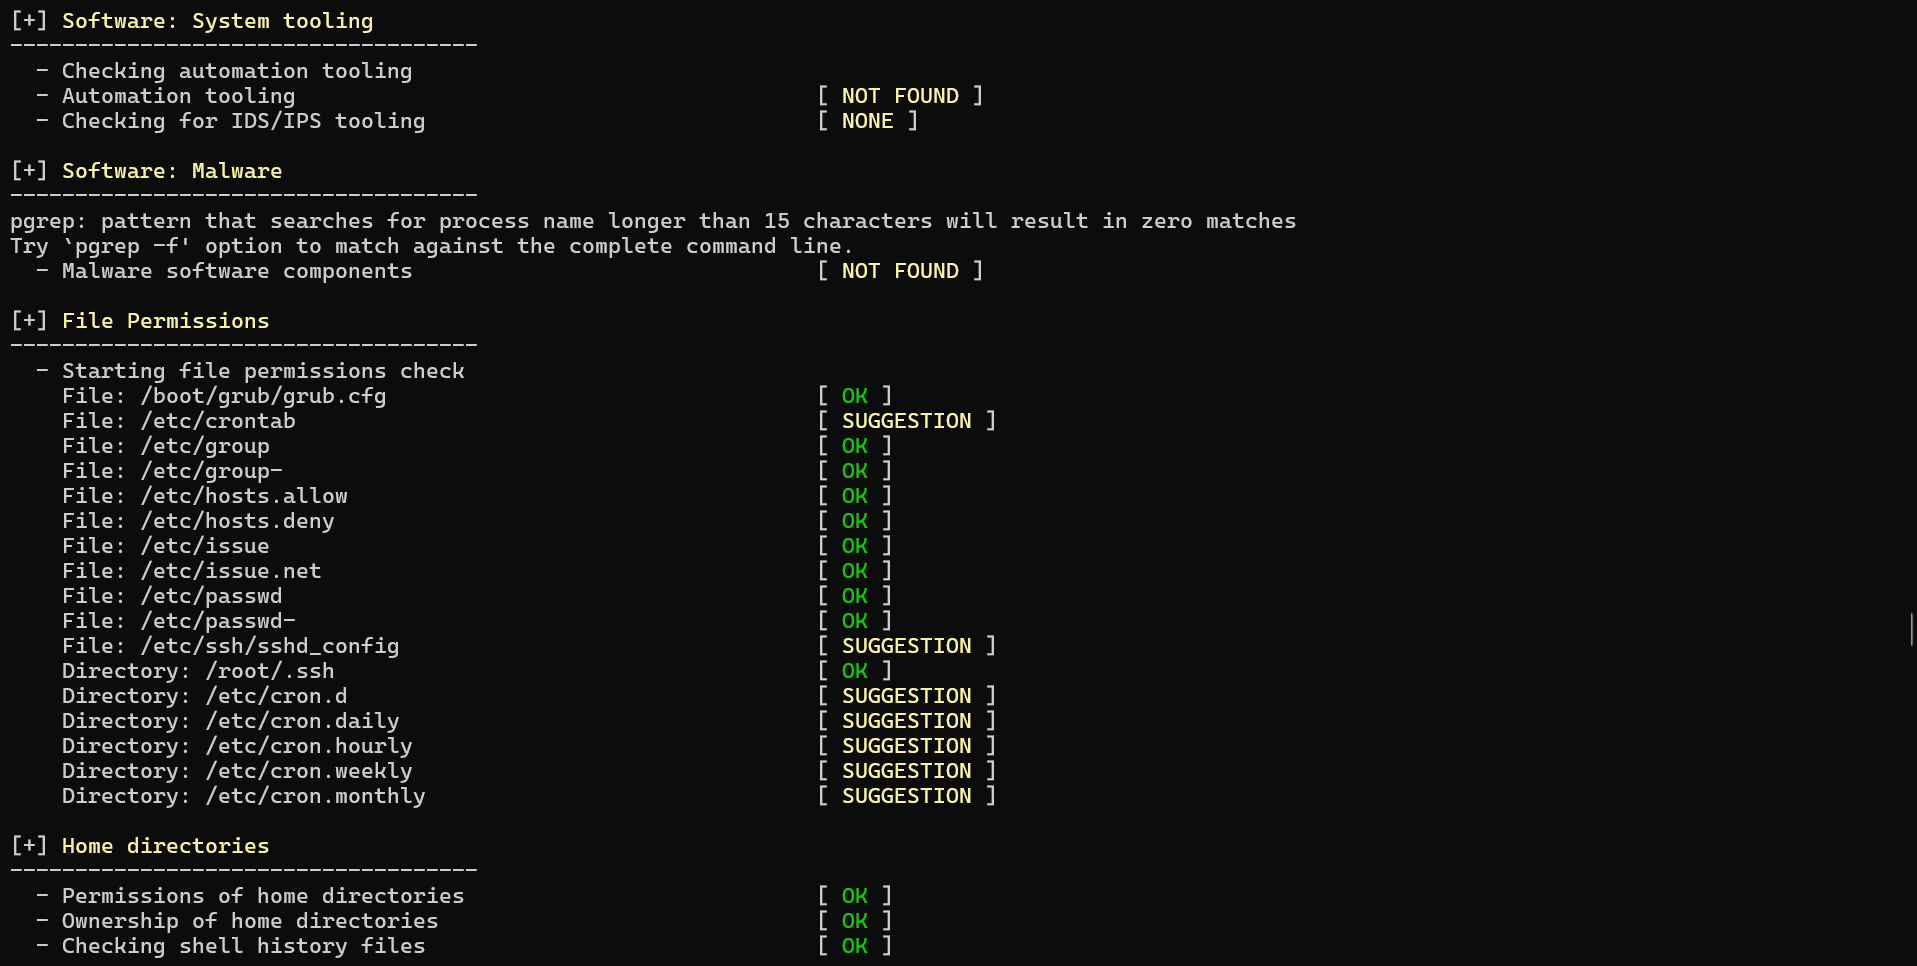 [+] Software: System tooling
------------------------------------
  - Checking automation tooling
  - Automation tooling                                        [ NOT FOUND ]
  - Checking for IDS/IPS tooling                              [ NONE ]

[+] Software: Malware
------------------------------------
pgrep: pattern that searches for process name longer than 15 characters will result in zero matches
Try `pgrep -f' option to match against the complete command line.
  - Malware software components                               [ NOT FOUND ]

[+] File Permissions
------------------------------------
  - Starting file permissions check
    File: /boot/grub/grub.cfg                                 [ OK ]
    File: /etc/crontab                                        [ SUGGESTION ]
    File: /etc/group                                          [ OK ]
    File: /etc/group-                                         [ OK ]
    File: /etc/hosts.allow                                    [ OK ]
    File: /etc/hosts.deny                                     [ OK ]
    File: /etc/issue                                          [ OK ]
    File: /etc/issue.net                                      [ OK ]
    File: /etc/passwd                                         [ OK ]
    File: /etc/passwd-                                        [ OK ]
    File: /etc/ssh/sshd_config                                [ SUGGESTION ]
    Directory: /root/.ssh                                     [ OK ]
    Directory: /etc/cron.d                                    [ SUGGESTION ]
    Directory: /etc/cron.daily                                [ SUGGESTION ]
    Directory: /etc/cron.hourly                               [ SUGGESTION ]
    Directory: /etc/cron.weekly                               [ SUGGESTION ]
    Directory: /etc/cron.monthly                              [ SUGGESTION ]

[+] Home directories
------------------------------------
  - Permissions of home directories                           [ OK ]
  - Ownership of home directories                             [ OK ]
  - Checking shell history files                              [ OK ]